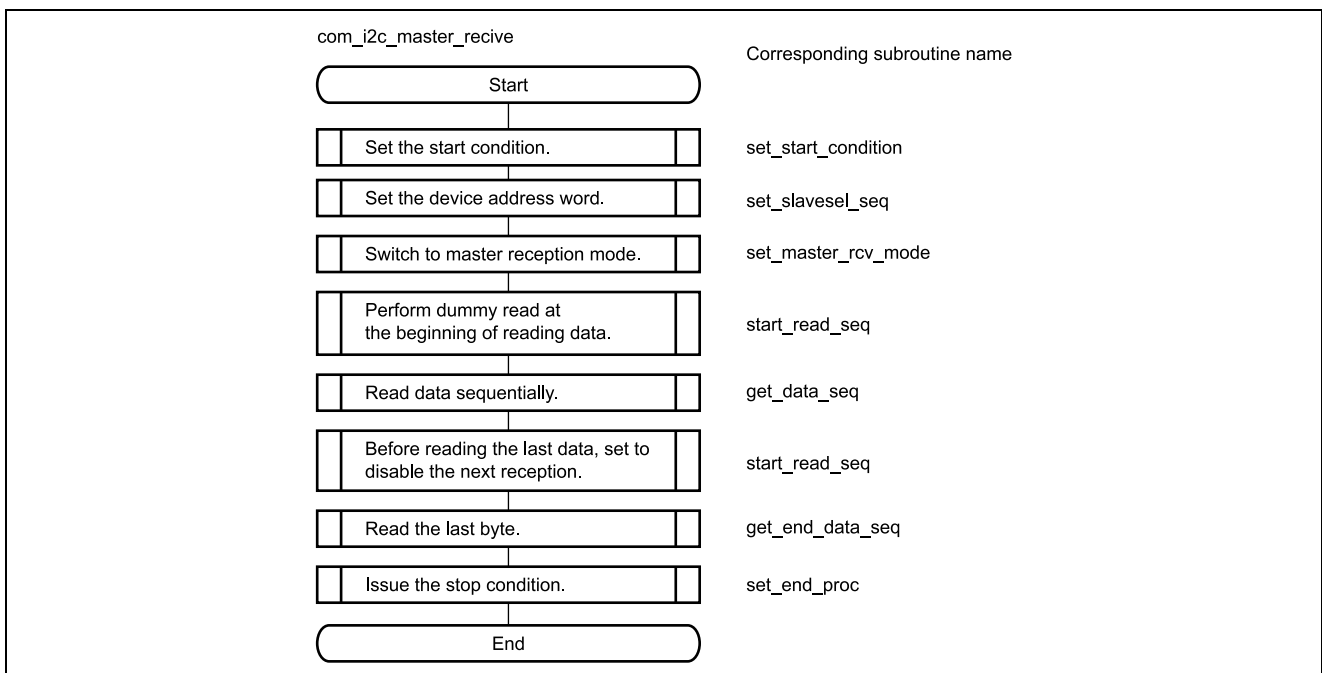 com_i2c_master_recive
Corresponding subroutine name
Start
Set the start condition.
set_start_condition
Set the device address word.
set_slavesel_seq
Switch to master reception mode.
set_master_rcv_mode
Perform dummy read at
the beginning of reading data.
start_read_seq
Read data sequentially.
get_data_seq
Before reading the last data, set to
disable the next reception.
start_read_seq
Read the last byte.
get_end_data_seq
Issue the stop condition.
set_end_proc
End